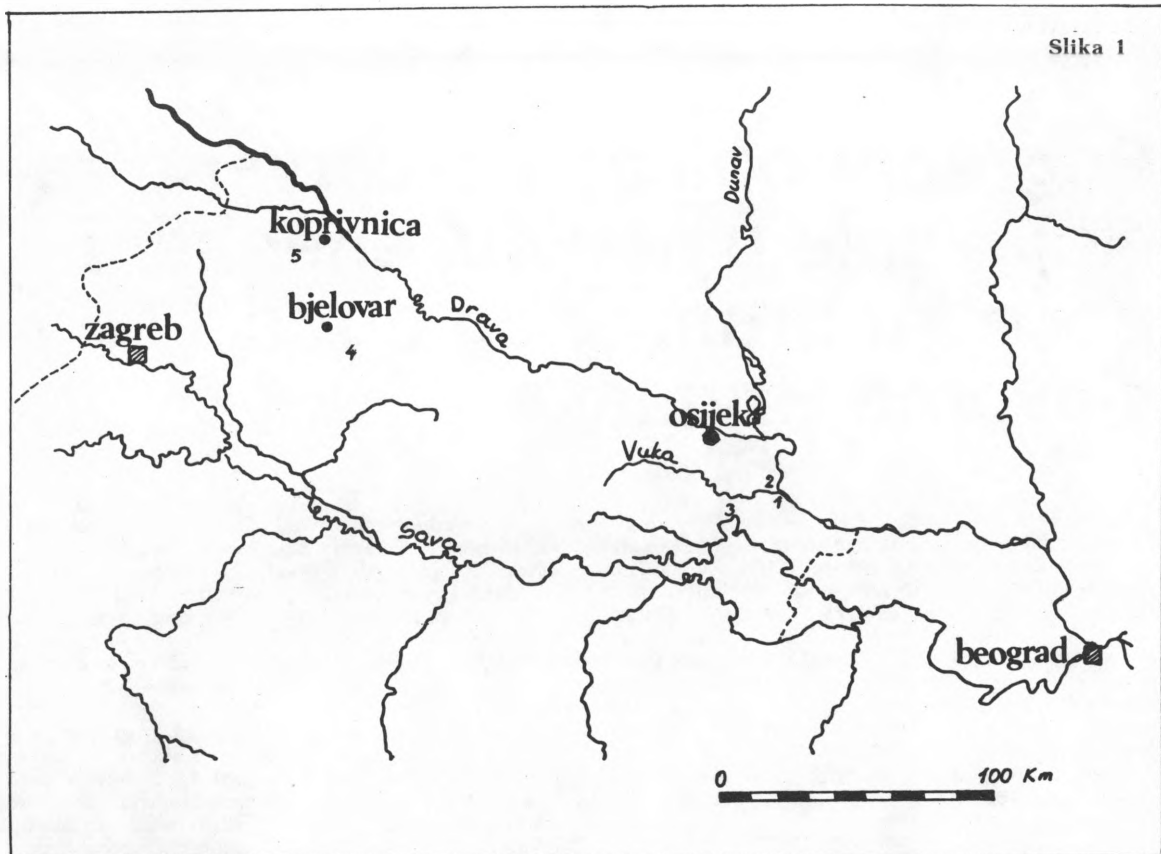 Slika 1
Dunav
koprivnica
5
bjelovar
Drava
zagreb
4
osijek
Vuka
2
1
3
Sava
beograd
0 100 Km